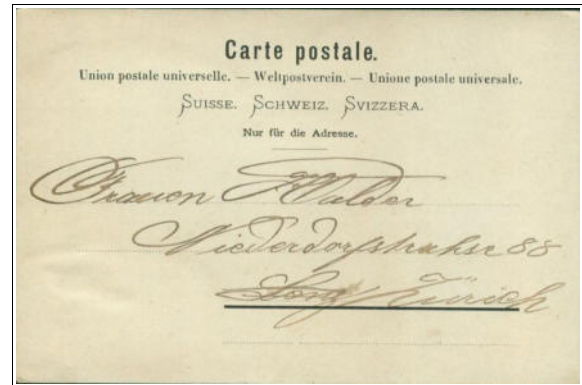 Carte postale.
Union postale universelle. — Weltpostverein. — Unione postale universale.
SUISSE. SCHWEIZ. SVIZZERA.
Nur für die Adresse.
Frauen Walder
Niederdorfstrahse 88
Zürich